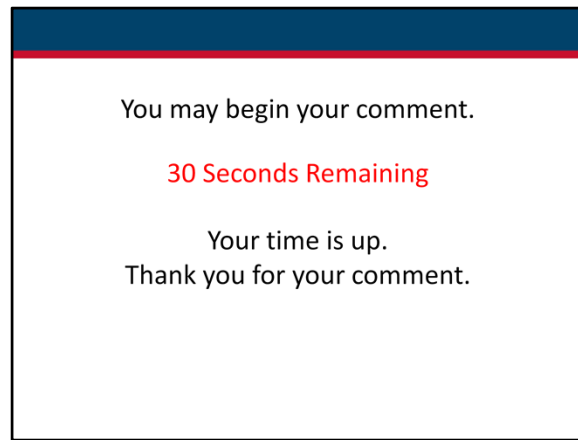 You may begin your comment.
30 Seconds Remaining
Your time is up.
Thank you for your comment.